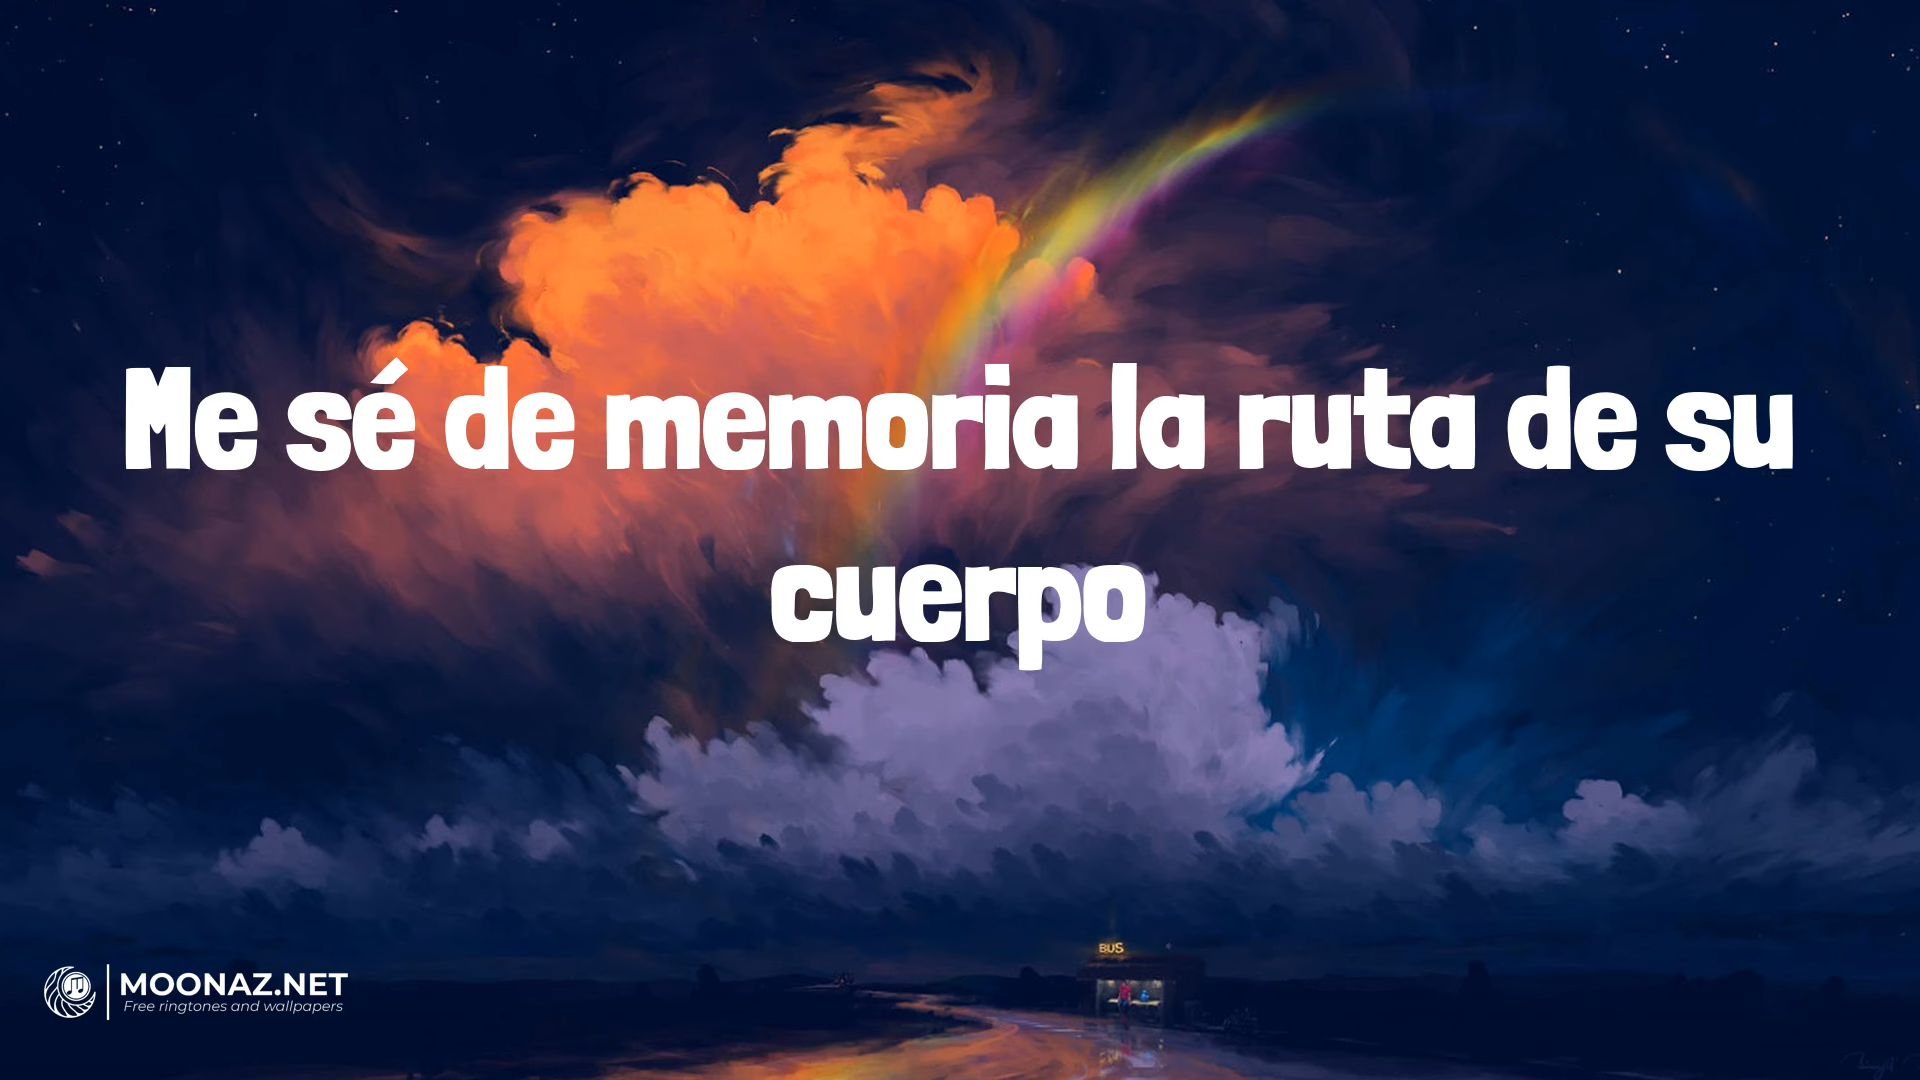 Me sé de memoria la ruta de su
cuerpo
BUS
MOONAZ.NET
Free ringtones and wallpapers